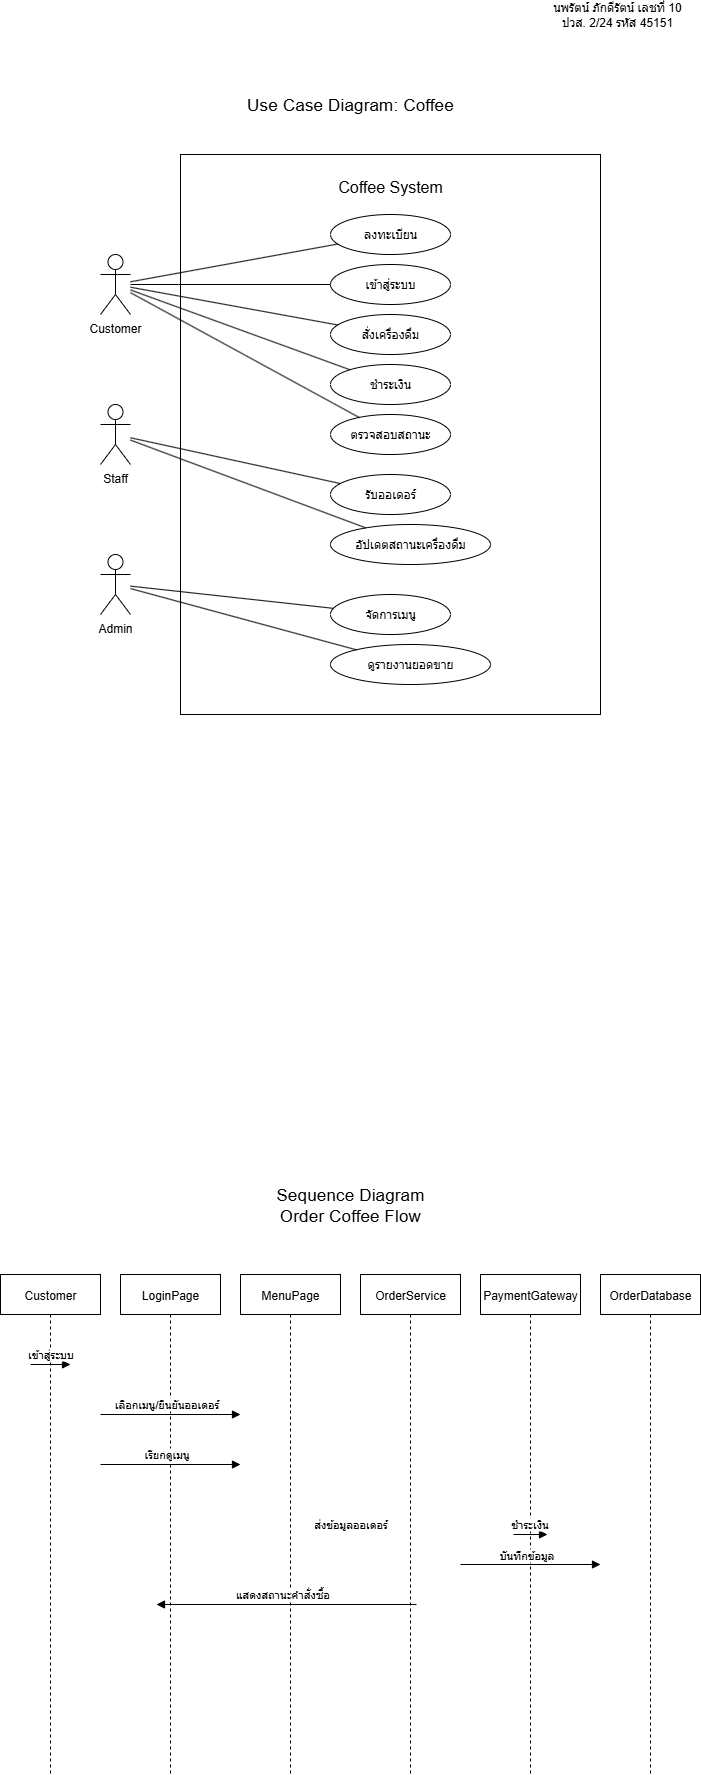 นพรัตน์ ภักดีรัตน์ เลขที่ 10
ปวส. 2/24 รหัส 45151
Use Case Diagram: Coffee
Coffee System
ลงทะเบียน
เข้าสู่ระบบ
Customer
สั่งเครื่องดื่ม
ชำระเงิน
ตรวจสอบสถานะ
Staff
รับออเดอร์
อัปเดตสถานะเครื่องดื่ม
จัดการเมนู
Admin
ดูรายงานยอดขาย
Sequence Diagram
Order Coffee Flow
Customer LoginPage MenuPage OrderService PaymentGateway OrderDatabase
เข้าสู่ระบบ
เลือกเมนู/ยืนยันออเดอร์
เรียกดูเมนู
ส่งข้อมูลออเดอร์ ชำระเงิน
บันทึกข้อมูล
แสดงสถานะคำสั่งซื้อ